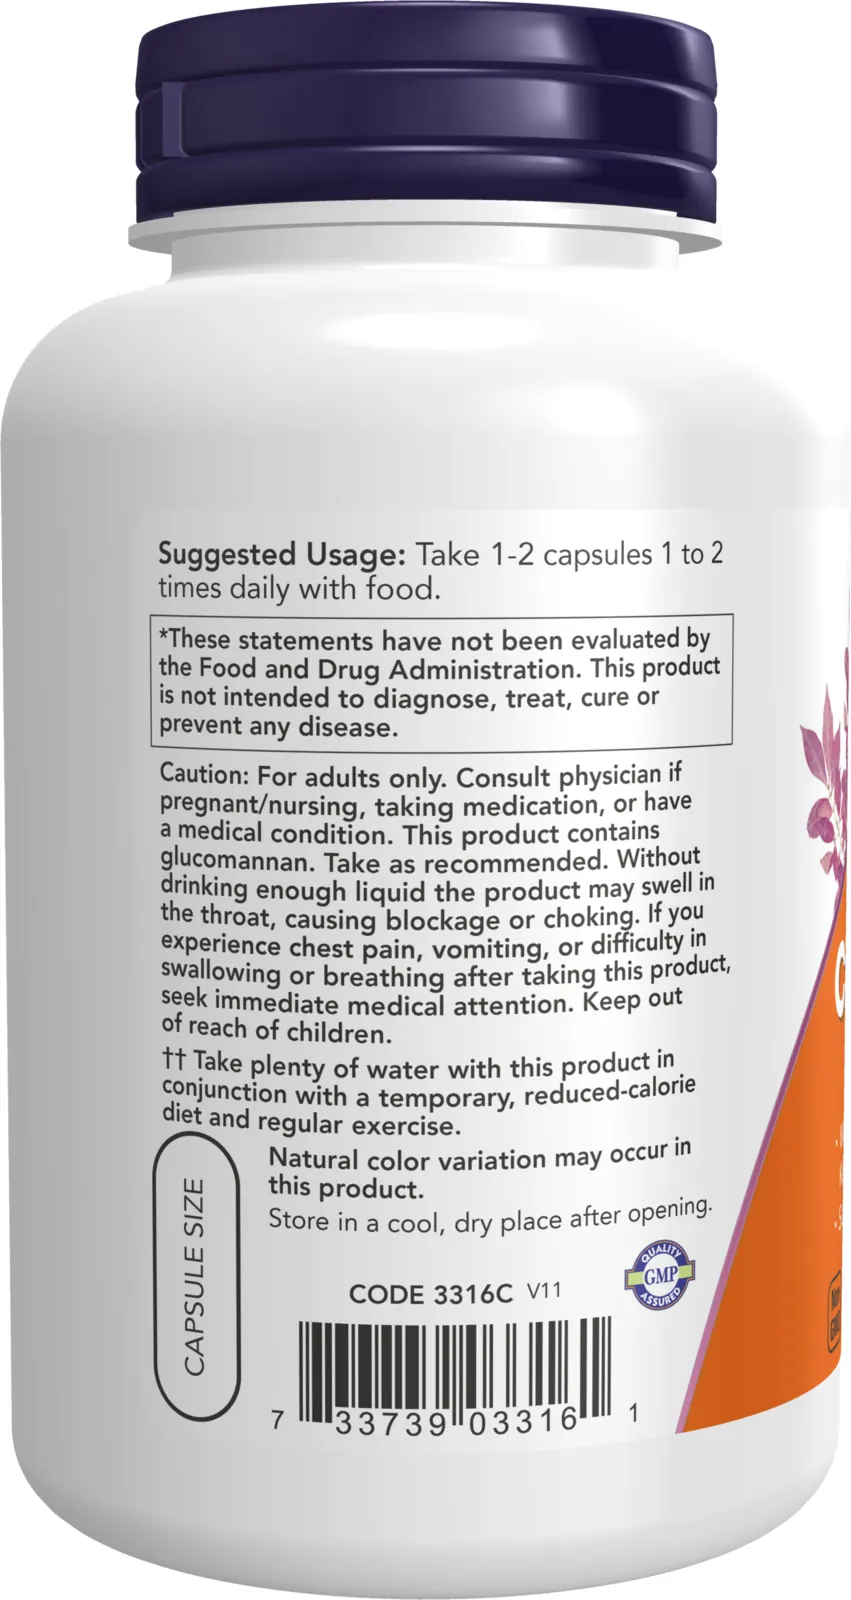 Suggested Usage: Take 1-2 capsules 1 to 2
times daily with food.
*These statements have not been evaluated by
the Food and Drug Administration. This product
is not intended to diagnose, treat, cure or
prevent any disease.
Caution: For adults only. Consult physician if
pregnant/nursing, taking medication, or have
a medical condition. This product contains
glucomannan. Take as recommended. Without
drinking enough liquid the product may swell in
the throat, causing blockage or choking. If you
experience chest pain, vomiting, or difficulty in
swallowing or breathing after taking this product,
seek immediate medical attention. Keep out
of reach of children.
†† Take plenty of water with this product in
conjunction with a temporary, reduced-calorie
diet and regular exercise.
CAPSULE SIZE
Natural color variation may occur in
this product.
Store in a cool, dry place after opening.
QUALITY
GMP
ASSURED
CODE 3316C V11
7 33739 03316 1
Non-
GMO